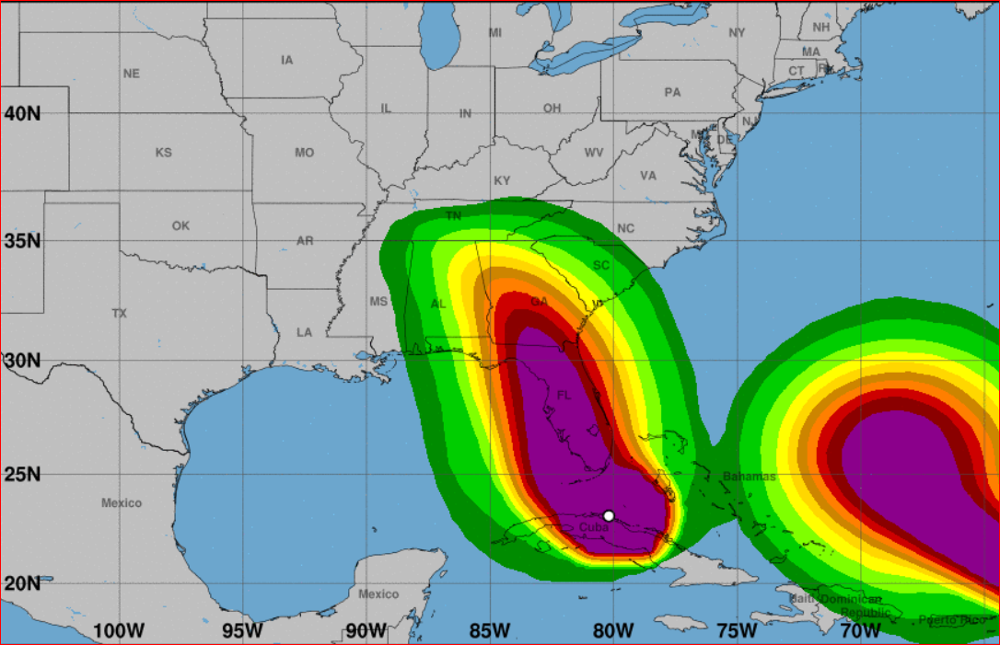 MI
NY
NH
MA
CT
RI
IA
NE
PA
40N
IL
IN
OH
NJ
MD
DE
KS
MO
WV
VA
KY
TN
NC
OK
AR
35N
SC
MS
AL
GA
TX
LA
30N
FL
25N
Bahamas
Mexico
Cuba
20N
Mexico
Haiti
Dominican
Republic
Puerto Rico
100W
95W
90W
85W
80W
75W
70W